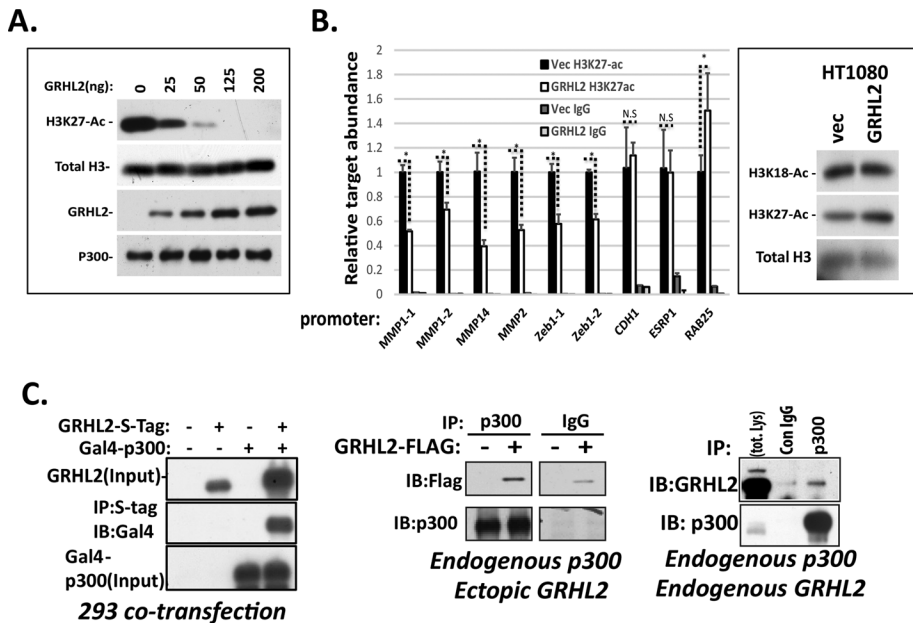 A.
GRHL2(ng):
0 25 50 125 200
H3K27-Ac -
Total H3-
GRHL2-
P300-
B.
Relative target abundance
2
1.8
1.6
1.4
1.2
1
0.8
0.6
0.4
0.2
0
Vec H3K27-ac
GRHL2 H3K27ac
Vec IgG
GRHL2 IgG
* * * * * * N.S N.S *
promoter:
MMP1-1 MMP1-2 MMP14 MMP2 Zeb1-1 Zeb1-2 CDH1 ESRP1 RAB25
HT1080
vec GRHL2
H3K18-Ac -
H3K27-Ac -
Total H3
C.
GRHL2-S-Tag: - + - +
Gal4-p300: - - + +
GRHL2(Input)-
IP:S-tag
IB:Gal4
Gal4-
p300(Input)
293 co-transfection
IP: p300 IgG
GRHL2-FLAG: - + - +
IB:Flag
IB:p300
Endogenous p300
Ectopic GRHL2
IP: (tot. Lys) Con IgG p300
IB:GRHL2
IB: p300
Endogenous p300
Endogenous GRHL2